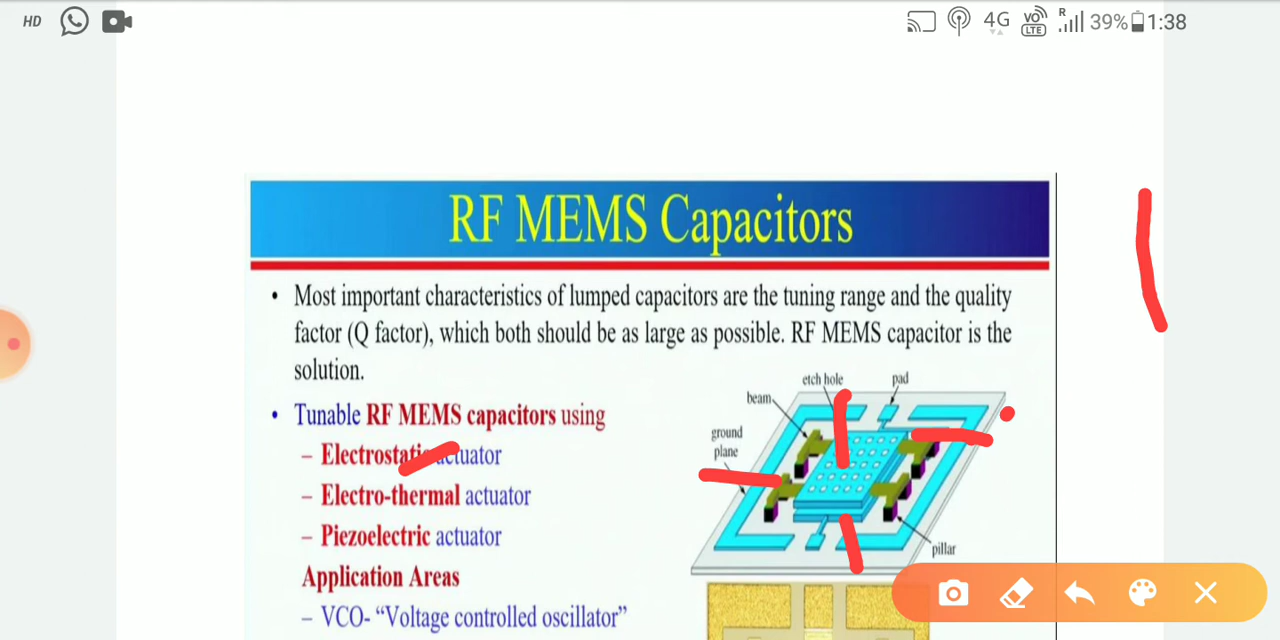 HD 4G VO LTE R 39% 1:38
RF MEMS Capacitors
• Most important characteristics of lumped capacitors are the tuning range and the quality
factor (Q factor), which both should be as large as possible. RF MEMS capacitor is the
solution.
• Tunable RF MEMS capacitors using
– Electrostatic actuator
– Electro-thermal actuator
– Piezoelectric actuator
Application Areas
– VCO- “Voltage controlled oscillator”
etch hole
pad
beam
ground
plane
pillar